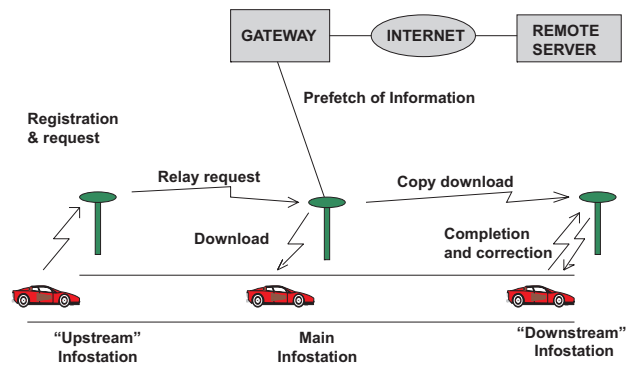 GATEWAY
INTERNET
REMOTE
SERVER
Prefetch of Information
Registration
& request
Relay request
Copy download
Download
Completion
and correction
“Upstream”
Infostation
Main
Infostation
“Downstream”
Infostation